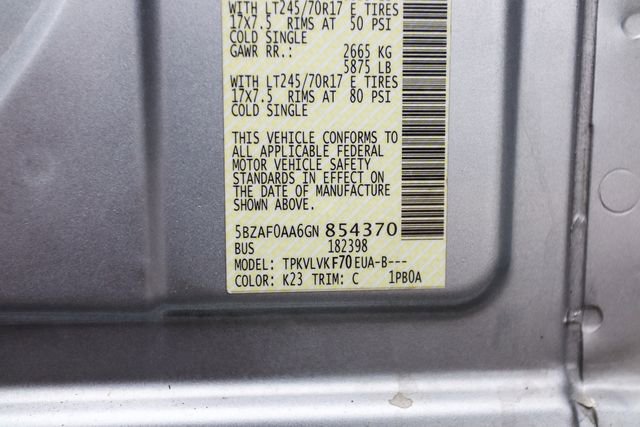 WITH LT245/70R17 E TIRES
17X7.5 RIMS AT 50 PSI
COLD SINGLE
GAWR RR.: 2665 KG
5875 LB
WITH LT245/70R17 E TIRES
17X7.5 RIMS AT 80 PSI
COLD SINGLE
THIS VEHICLE CONFORMS TO
ALL APPLICABLE FEDERAL
MOTOR VEHICLE SAFETY
STANDARDS IN EFFECT ON
THE DATE OF MANUFACTURE
SHOWN ABOVE.
5BZAF0AA6GN 854370
BUS 182398
MODEL: TPKVLVKF70EUA-B---
COLOR: K23 TRIM: C 1PB0A